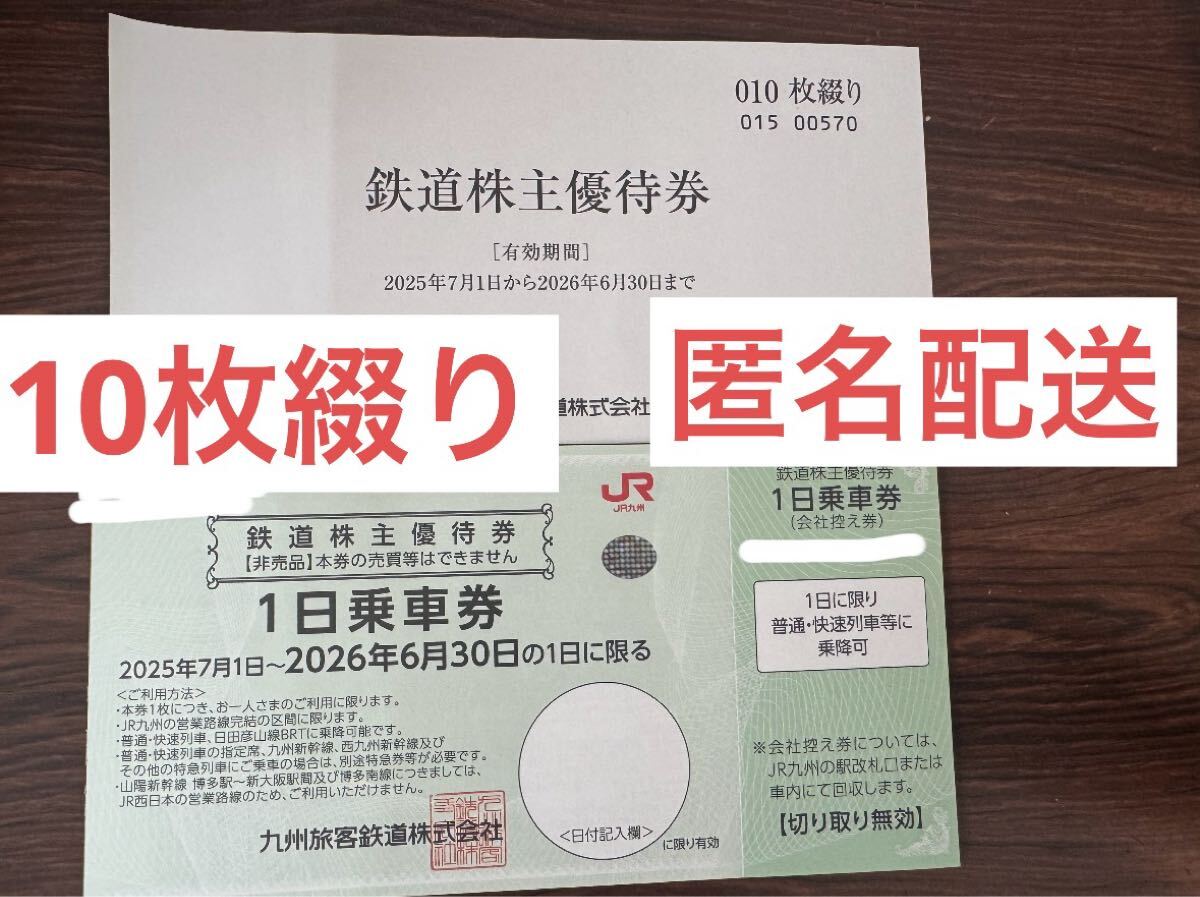 010 枚綴り
015 00570
鉄道株主優待券
[有効期間]
2025年7月1日から2026年6月30日まで
10枚綴り
匿名配送
道株式会社
JR
JR九州
鉄道株主優待券
【非売品】本券の売買等はできません
1日乗車券
2025年7月1日~2026年6月30日の1日に限る
<ご利用方法>
・本券1枚につき、お一人さまのご利用に限ります。
・JR九州の営業路線完結の区間に限ります。
・普通・快速列車、日田彦山線BRTに乗降可能です。
・普通・快速列車の指定席、九州新幹線、西九州新幹線及び
その他の特急列車にご乗車の場合は、別途特急券等が必要です。
・山陽新幹線 博多駅~新大阪駅間及び博多南線につきましては、
JR西日本の営業路線のため、ご利用いただけません。
九州旅客鉄道株式会社
<日付記入欄>
に限り有効
鉄道株主優待券
1日乗車券
(会社控え券)
1日に限り
普通・快速列車等に
乗降可
※会社控え券については、
JR九州の駅改札口または
車内にて回収します。
【切り取り無効】